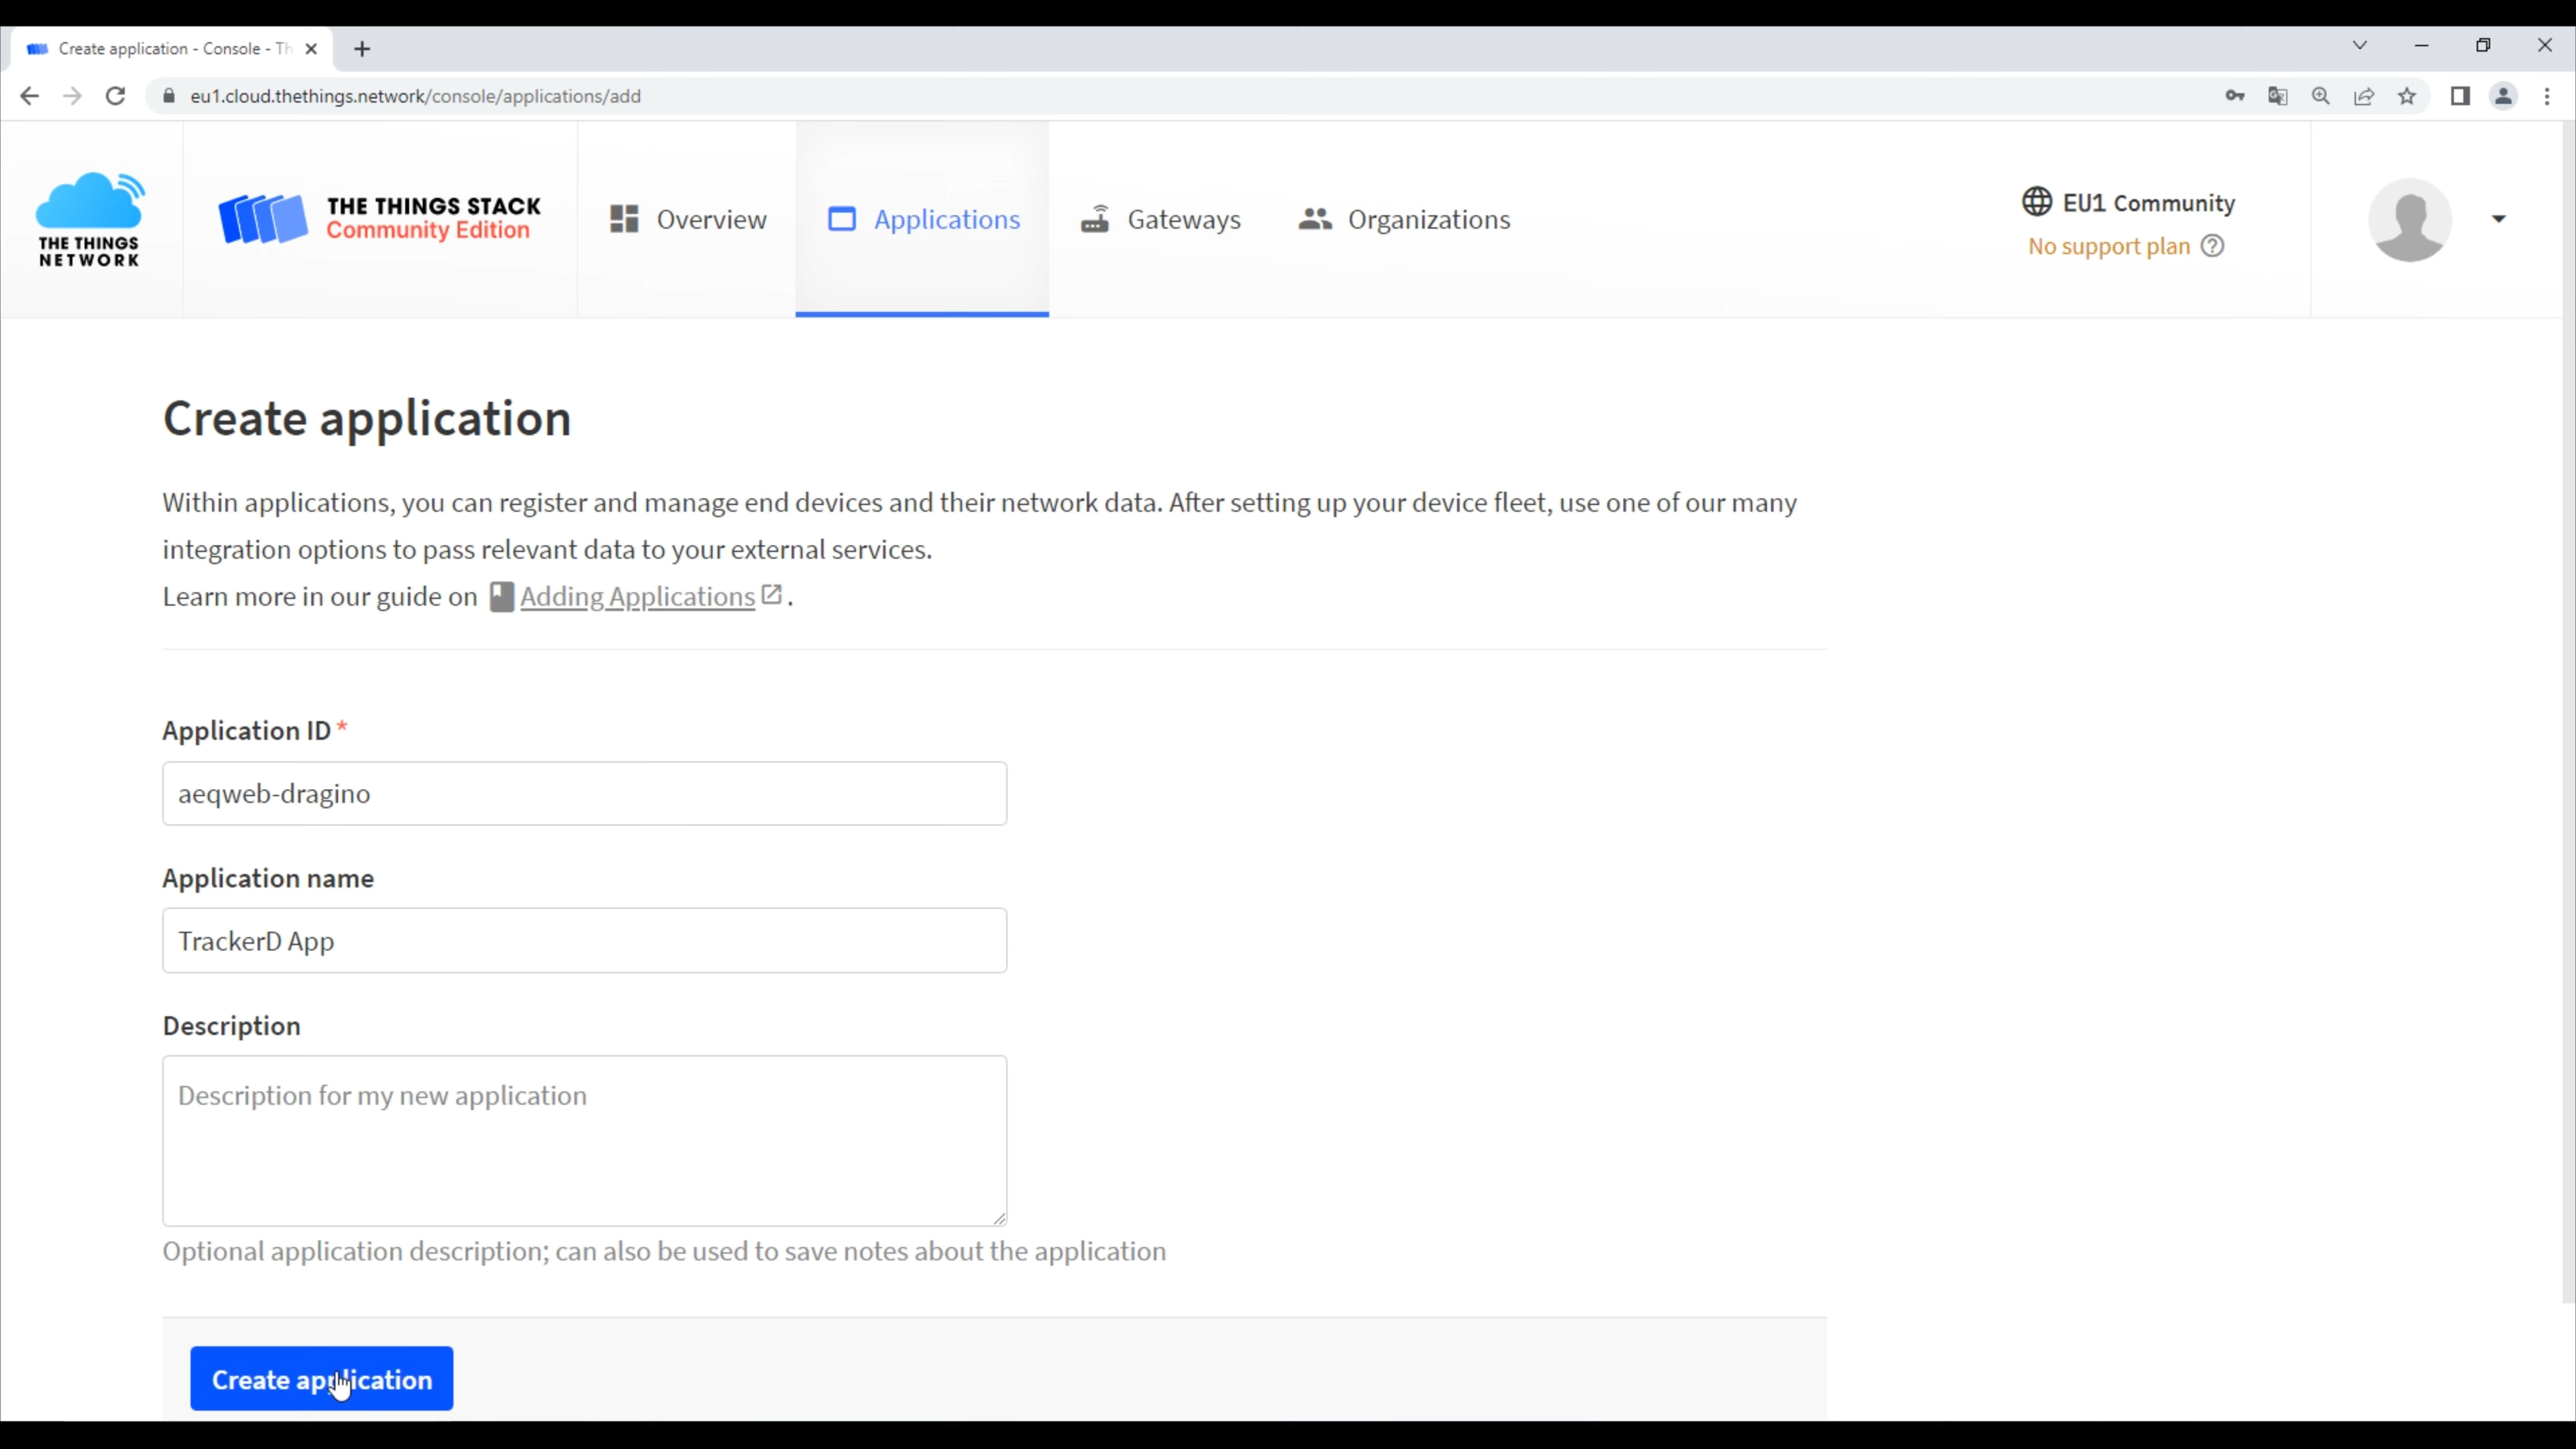 Create application - Console - Th
eu1.cloud.thethings.network/console/applications/add
THE THINGS
NETWORK
THE THINGS STACK
Community Edition
Overview
Applications
Gateways
Organizations
EU1 Community
No support plan
Create application
Within applications, you can register and manage end devices and their network data. After setting up your device fleet, use one of our many
integration options to pass relevant data to your external services.
Learn more in our guide on Adding Applications .
Application ID *
aeqweb-dragino
Application name
TrackerD App
Description
Description for my new application
Optional application description; can also be used to save notes about the application
Create application